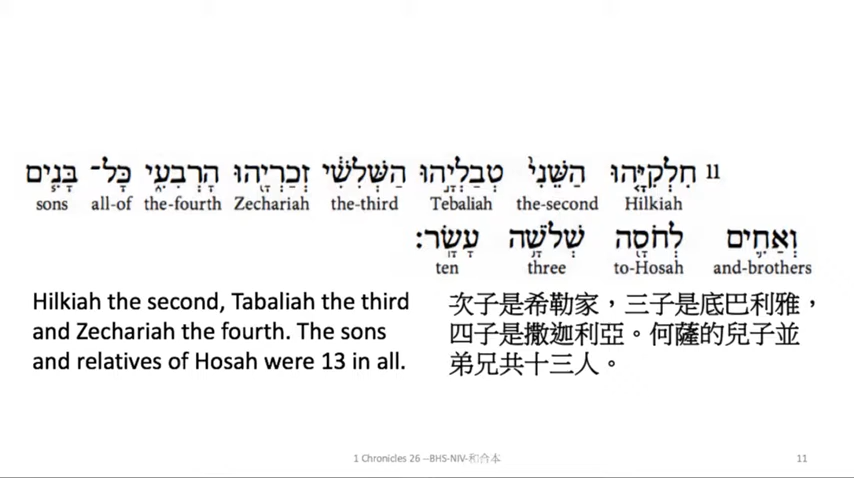 11 חִלְקִיָּ֤הוּ הַשֵּׁנִי֙ טְבַלְיָ֣הוּ הַשְּׁלִשִׁ֔י זְכַרְיָ֖הוּ הָרְבִעִ֑י כָּל־ בָּנִ֧ים
sons all-of the-fourth Zechariah the-third Tebaliah the-second Hilkiah
וְאַחִ֛ים לְחֹסָ֖ה שְׁלֹשָׁ֥ה עָשָֽׂר׃
ten three to-Hosah and-brothers
Hilkiah the second, Tabaliah the third
and Zechariah the fourth. The sons
and relatives of Hosah were 13 in all.
次子是希勒家，三子是底巴利雅，
四子是撒迦利亞。何薩的兒子並
弟兄共十三人。
1 Chronicles 26 --BHS-NIV-和合本
11